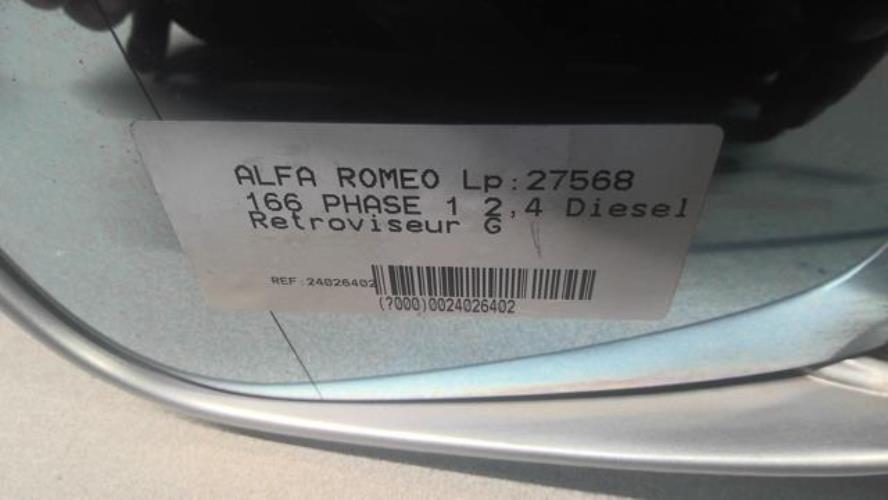 ALFA ROMEO Lp:27568
166 PHASE 1 2,4 Diesel
Retroviseur G
REF:24026402
(?000)0024026402